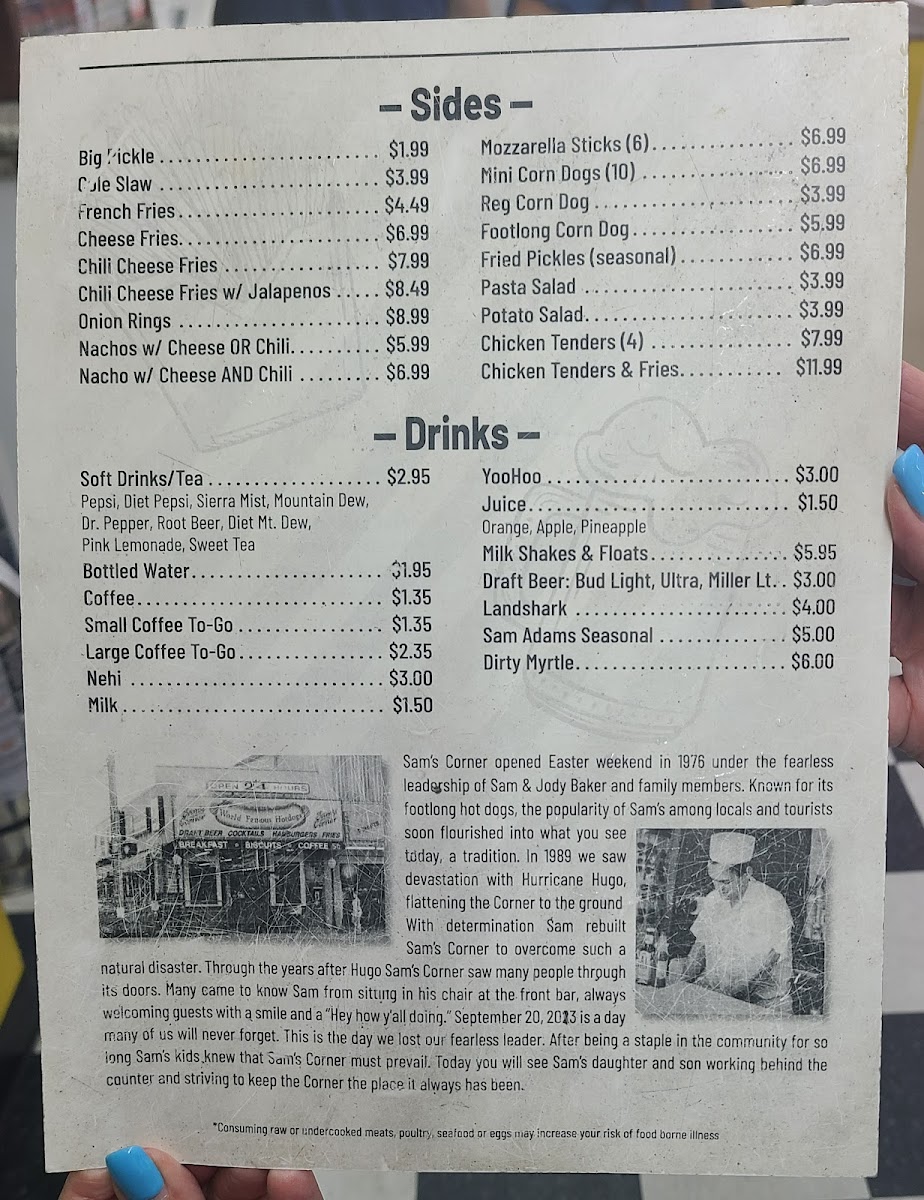 – Sides –
Big Pickle ........................ $1.99
Cole Slaw ........................ $3.99
French Fries ........................ $4.49
Cheese Fries ........................ $6.99
Chili Cheese Fries ................. $7.99
Chili Cheese Fries w/ Jalapenos ..... $8.49
Onion Rings ...................... $8.99
Nachos w/ Cheese OR Chili.......... $5.99
Nacho w/ Cheese AND Chili ......... $6.99
Mozzarella Sticks (6)................ $6.99
Mini Corn Dogs (10) ................. $6.99
Reg Corn Dog ...................... $3.99
Footlong Corn Dog.................. $5.99
Fried Pickles (seasonal)............ $6.99
Pasta Salad ....................... $3.99
Potato Salad....................... $3.99
Chicken Tenders (4) ................ $7.99
Chicken Tenders & Fries........... $11.99
– Drinks –
Soft Drinks/Tea ................... $2.95
Pepsi, Diet Pepsi, Sierra Mist, Mountain Dew,
Dr. Pepper, Root Beer, Diet Mt. Dew,
Pink Lemonade, Sweet Tea
Bottled Water..................... $1.95
Coffee........................... $1.35
Small Coffee To-Go ................ $1.35
Large Coffee To-Go................ $2.35
Nehi ............................ $3.00
Milk ............................. $1.50
YooHoo .......................... $3.00
Juice............................ $1.50
Orange, Apple, Pineapple
Milk Shakes & Floats............... $5.95
Draft Beer: Bud Light, Ultra, Miller Lt. . $3.00
Landshark ....................... $4.00
Sam Adams Seasonal .............. $5.00
Dirty Myrtle....................... $6.00
OPEN 24 HOURS
World Famous Hotdogs
DRAFT BEER COCKTAILS HAMBURGERS FRIES
BREAKFAST • BISCUITS • COFFEE
Sam's Corner opened Easter weekend in 1976 under the fearless
leadership of Sam & Jody Baker and family members. Known for its
footlong hot dogs, the popularity of Sam's among locals and tourists
soon flourished into what you see
today, a tradition. In 1989 we saw
devastation with Hurricane Hugo,
flattening the Corner to the ground
With determination Sam rebuilt
Sam's Corner to overcome such a
natural disaster. Through the years after Hugo Sam's Corner saw many people through
its doors. Many came to know Sam from sitting in his chair at the front bar, always
welcoming guests with a smile and a "Hey how y'all doing." September 20, 2013 is a day
many of us will never forget. This is the day we lost our fearless leader. After being a staple in the community for so
long Sam's kids knew that Sam's Corner must prevail. Today you will see Sam's daughter and son working behind the
counter and striving to keep the Corner the place it always has been.
*Consuming raw or undercooked meats, poultry, seafood or eggs may increase your risk of food borne illness